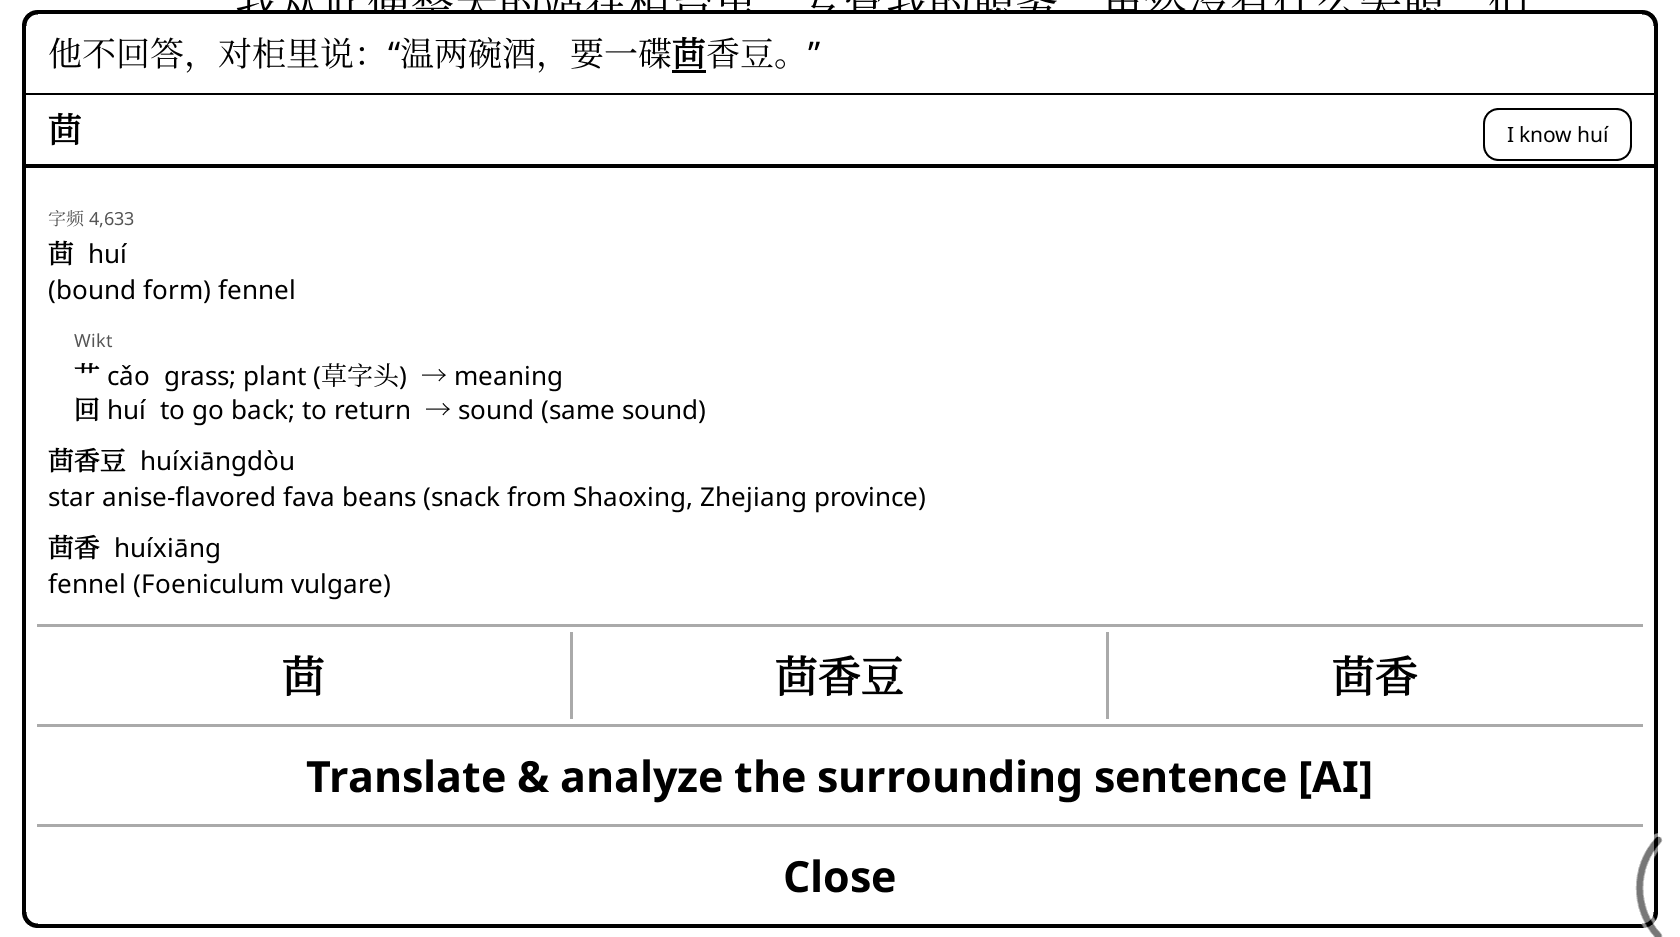 他不回答，对柜里说：“温两碗酒，要一碟茴香豆。”
茴
I know huí
字频 4,633
茴 huí
(bound form) fennel
Wikt
艹 cǎo grass; plant (草字头) → meaning
回 huí to go back; to return → sound (same sound)
茴香豆 huíxiāngdòu
star anise-flavored fava beans (snack from Shaoxing, Zhejiang province)
茴香 huíxiāng
fennel (Foeniculum vulgare)
茴
茴香豆
茴香
Translate & analyze the surrounding sentence [AI]
Close